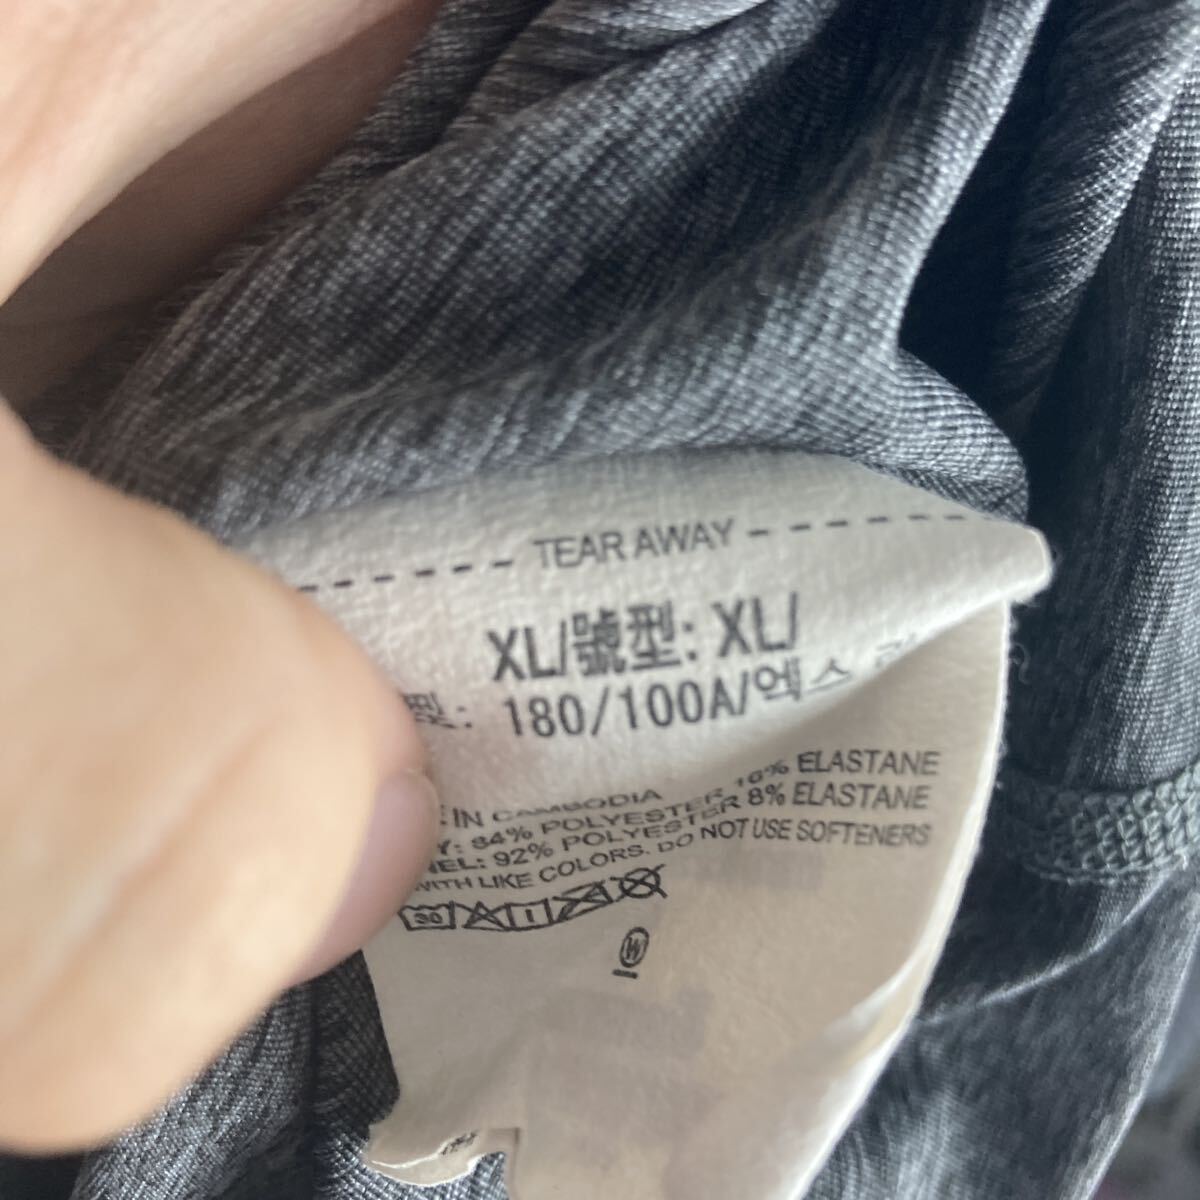 TEAR AWAY
XL/號型: XL/
型: 180/100A/엑스
IN CAMBODIA
84% POLYESTER 16% ELASTANE
92% POLYESTER 8% ELASTANE
WITH LIKE COLORS. DO NOT USE SOFTENERS
30
W